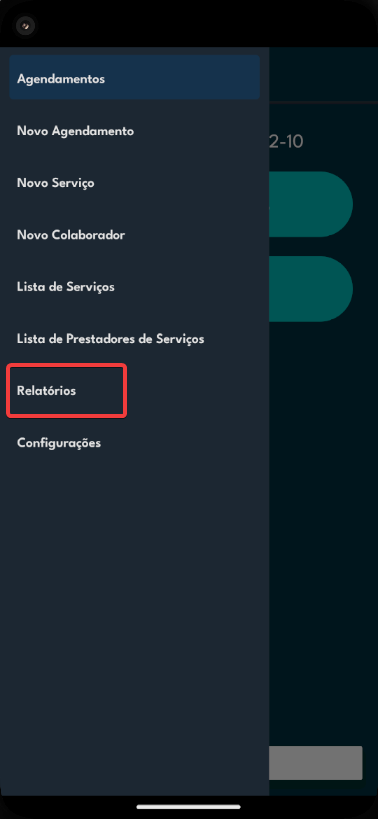 Agendamentos
2-10
Novo Agendamento
Novo Serviço
Novo Colaborador
Lista de Serviços
Lista de Prestadores de Serviços
Relatórios
Configurações